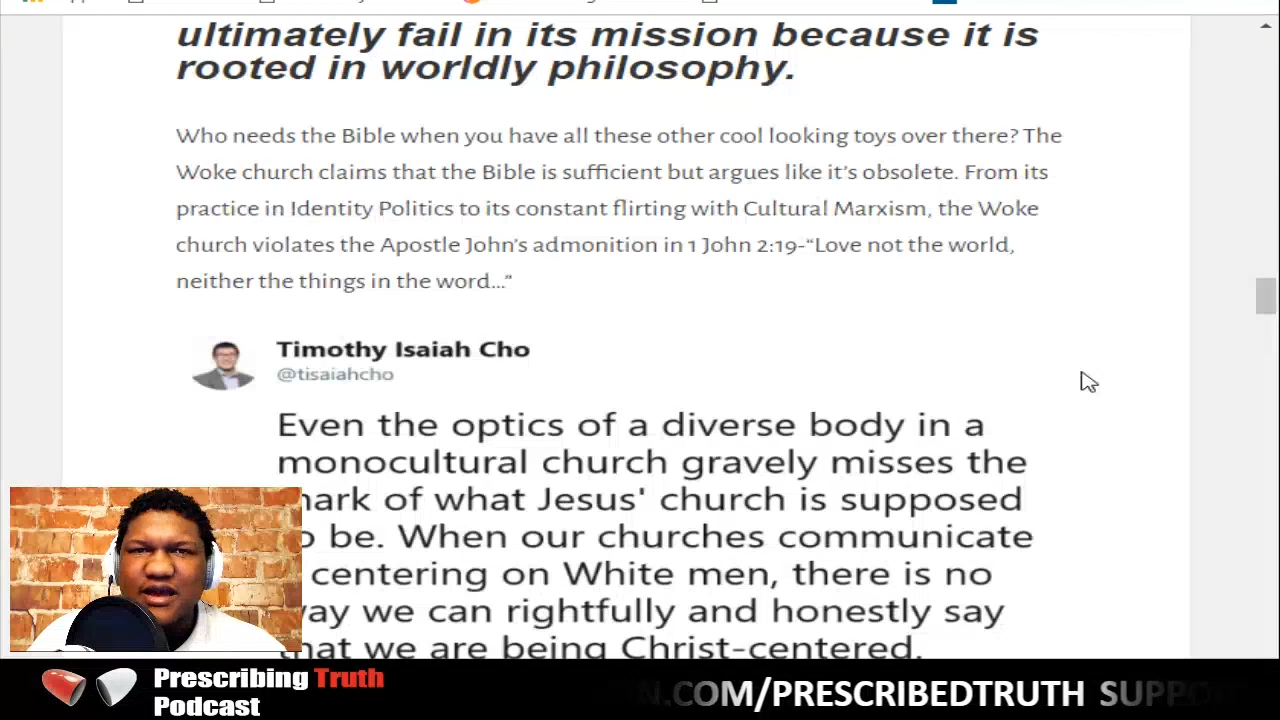 ultimately fail in its mission because it is
rooted in worldly philosophy.
Who needs the Bible when you have all these other cool looking toys over there? The
Woke church claims that the Bible is sufficient but argues like it's obsolete. From its
practice in Identity Politics to its constant flirting with Cultural Marxism, the Woke
church violates the Apostle John's admonition in 1 John 2:19-“Love not the world,
neither the things in the word...”
Timothy Isaiah Cho
@tisaiahcho
Even the optics of a diverse body in a
monocultural church gravely misses the
mark of what Jesus' church is supposed
be. When our churches communicate
centering on White men, there is no
way we can rightfully and honestly say
that we are being Christ-centered.
Prescribing Truth
Podcast
N.COM/PRESCRIBEDTRUTH SUPP